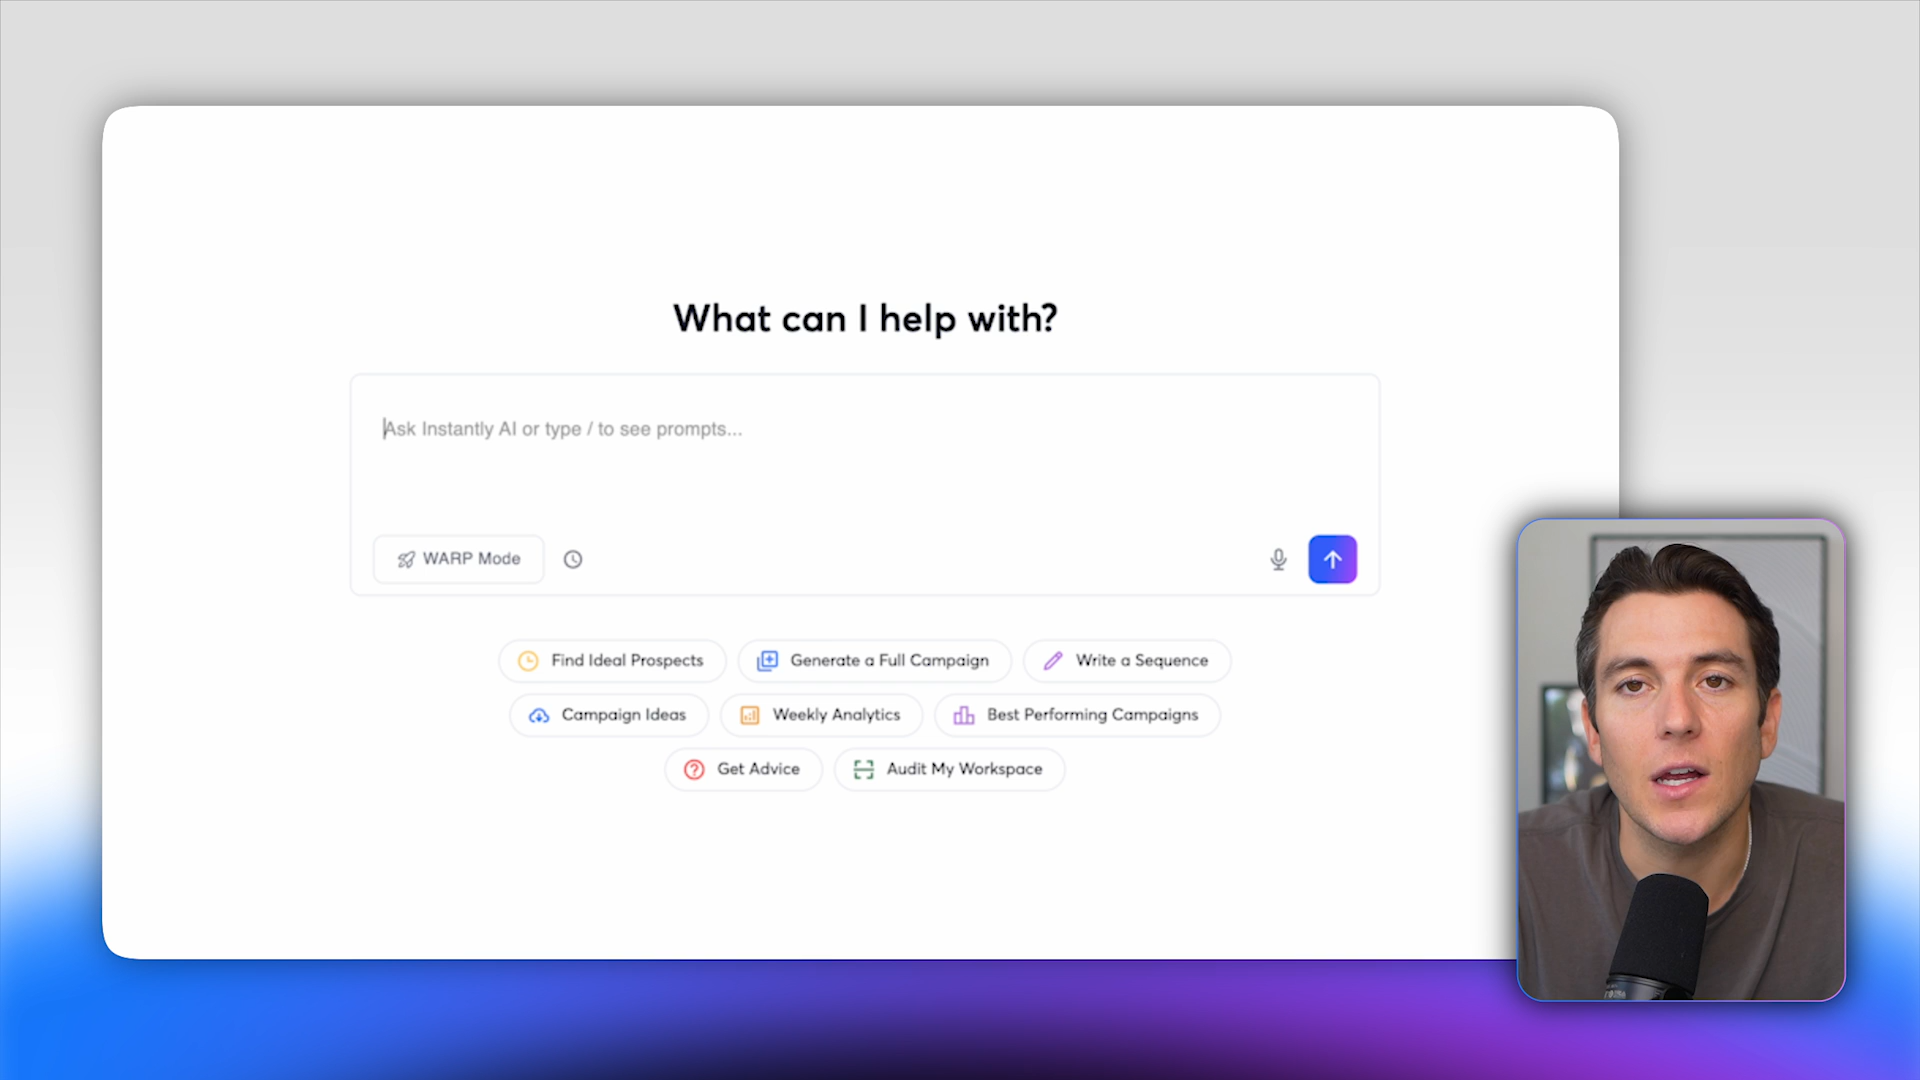 What can I help with?
Ask Instantly AI or type / to see prompts...
WARP Mode
Find Ideal Prospects
Generate a Full Campaign
Write a Sequence
Campaign Ideas
Weekly Analytics
Best Performing Campaigns
Get Advice
Audit My Workspace